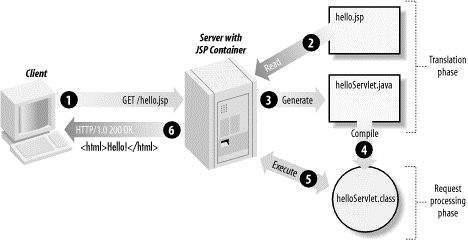 hello.jsp
Server with
JSP Container
2
Read
Translation
phase
Client
1
GET /hello.jsp
3
Generate
helloServlet.java
HTTP/1.0 200 OK
6
<html>Hello!</html>
Compile
4
Execute
5
helloServlet.class
Request
processing
phase